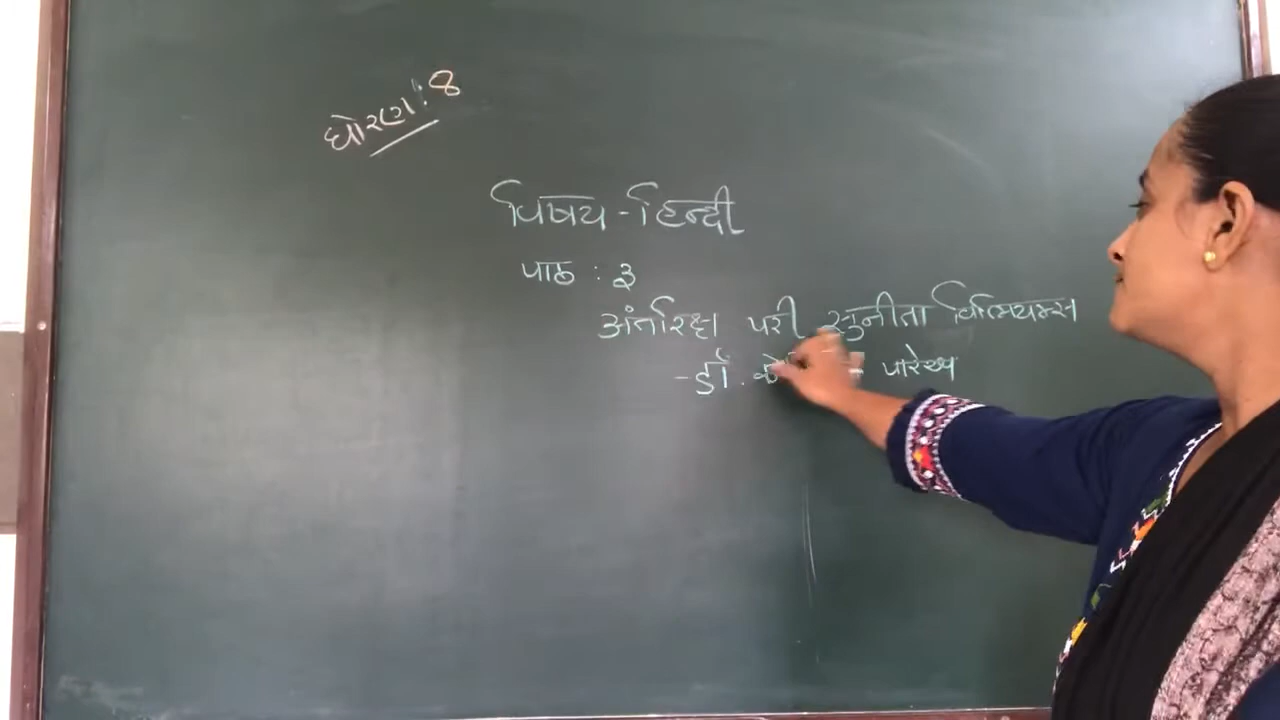 ધોરણ : 8
विषय - हिन्दी
पाठ : ३
अंतरिक्ष परी सुनीता विलियम्स
- डॉ. पारेख